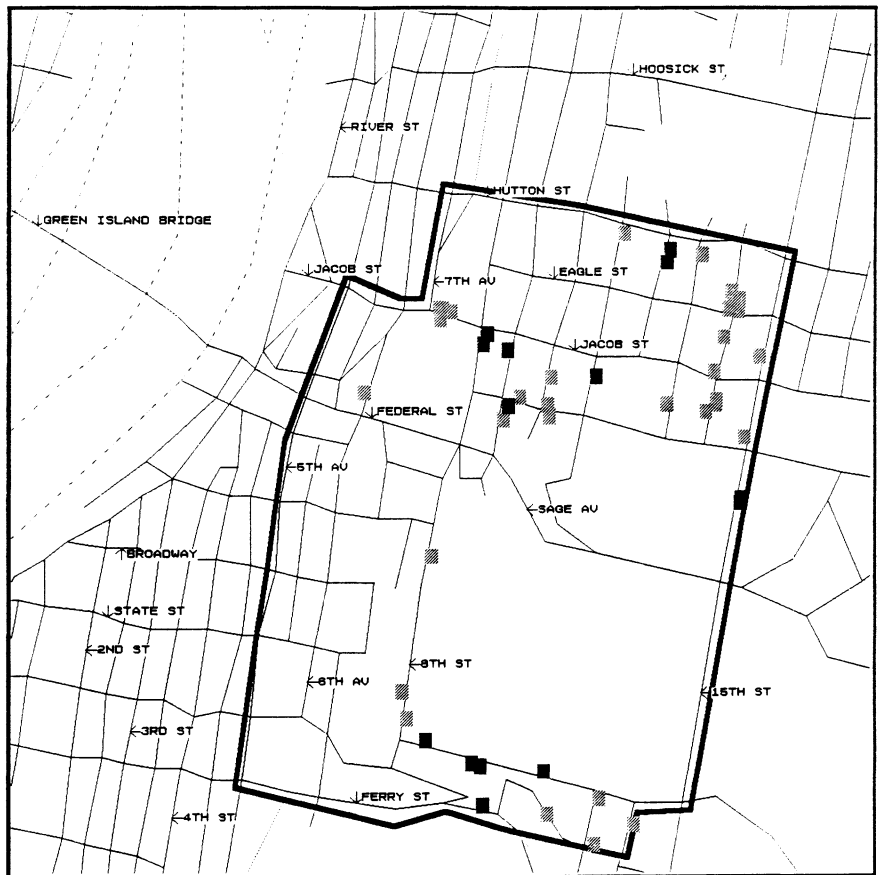 ↓HOOSICK ST
←RIVER ST
↓HUTTON ST
↓GREEN ISLAND BRIDGE
↓JACOB ST
↓EAGLE ST
←7TH AV
↓JACOB ST
↓FEDERAL ST
←5TH AV
←SAGE AV
↑BROADWAY
↓STATE ST
←2ND ST
←8TH ST
←6TH AV
←15TH ST
←3RD ST
↓FERRY ST
←4TH ST